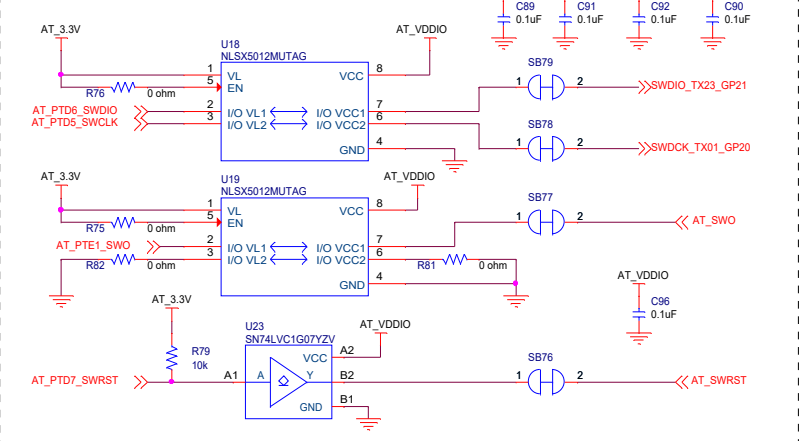 C89
0.1uF
C91
0.1uF
C92
0.1uF
C90
0.1uF
AT_3.3V
U18
NLSX5012MUTAG
AT_VDDIO
1
VL
VCC
8
R76
0 ohm
5
EN
AT_PTD6_SWDIO
2
I/O VL1
I/O VCC1
7
AT_PTD5_SWCLK
3
I/O VL2
I/O VCC2
6
GND
4
SB79
1
2
SWDIO_TX23_GP21
SB78
1
2
SWDCK_TX01_GP20
AT_3.3V
U19
NLSX5012MUTAG
AT_VDDIO
1
VL
VCC
8
R75
0 ohm
5
EN
AT_PTE1_SWO
2
I/O VL1
I/O VCC1
7
R82
0 ohm
3
I/O VL2
I/O VCC2
6
R81
0 ohm
GND
4
SB77
1
2
AT_SWO
AT_VDDIO
C96
0.1uF
AT_3.3V
U23
SN74LVC1G07YZV
AT_VDDIO
R79
10k
VCC
A2
AT_PTD7_SWRST
A1
A
Y
B2
GND
B1
SB76
1
2
AT_SWRST